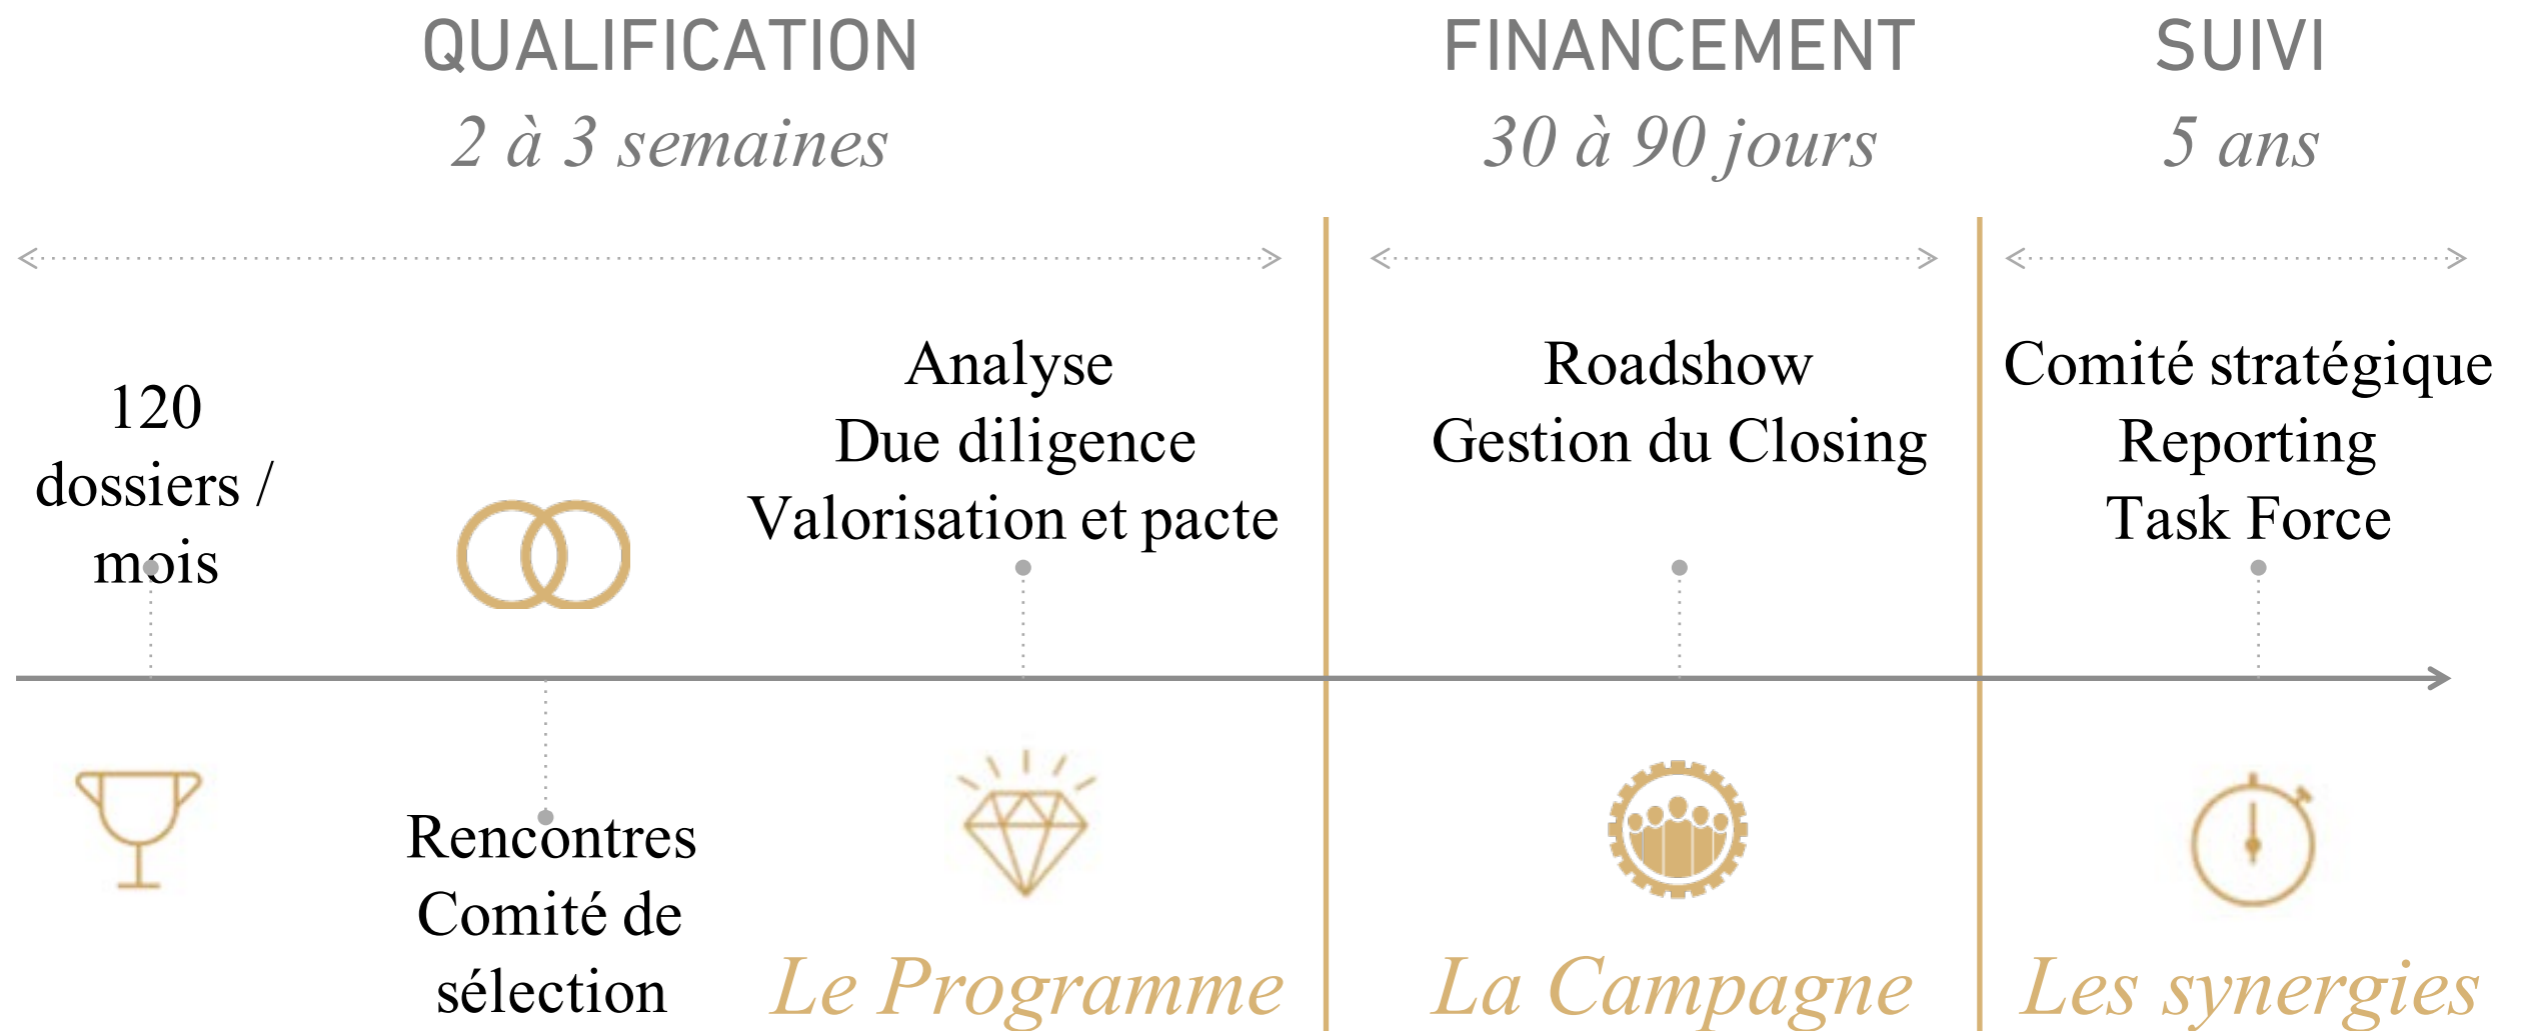 QUALIFICATION
2 à 3 semaines
120
dossiers /
mois
Rencontres
Comité de
sélection
Analyse
Due diligence
Valorisation et pacte
Le Programme
FINANCEMENT
30 à 90 jours
Roadshow
Gestion du Closing
La Campagne
SUIVI
5 ans
Comité stratégique
Reporting
Task Force
Les synergies